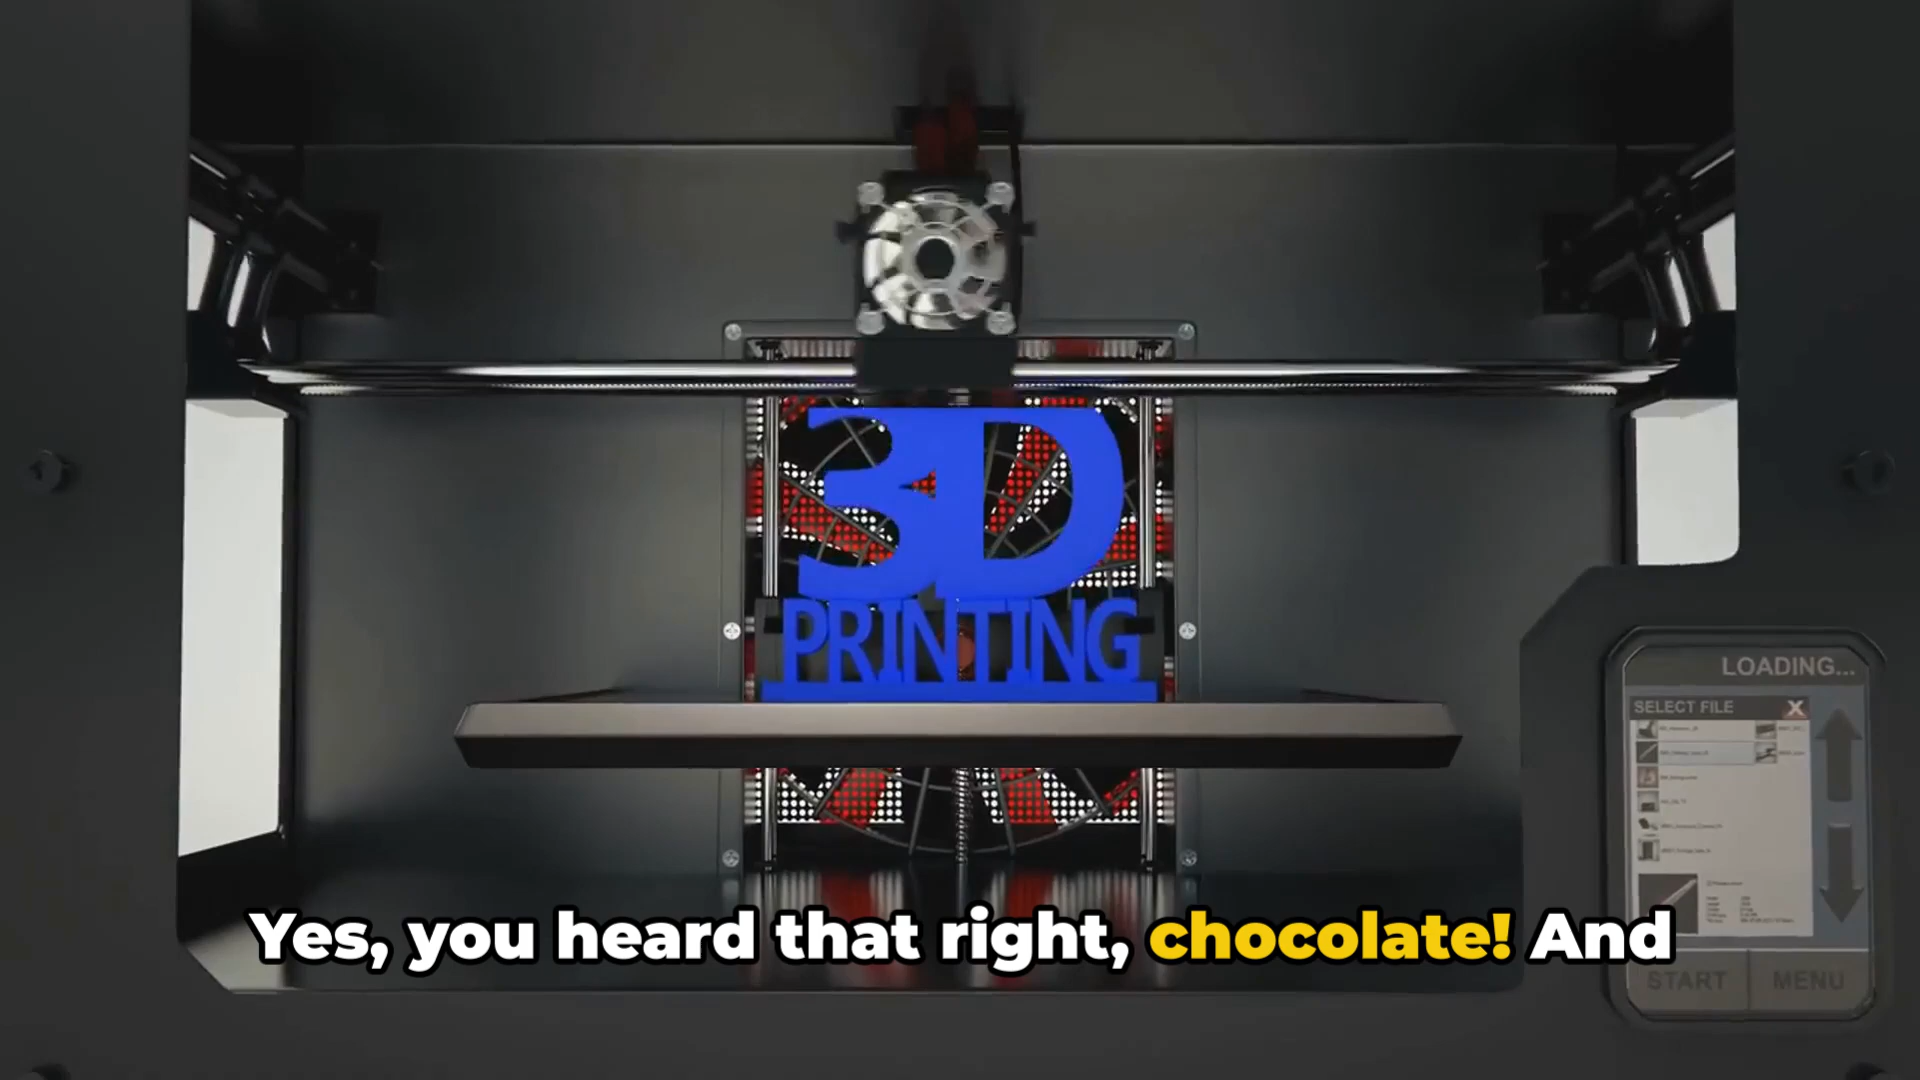 3D
PRINTING
LOADING...
SELECT FILE X
Yes, you heard that right, chocolate! And
START MENU